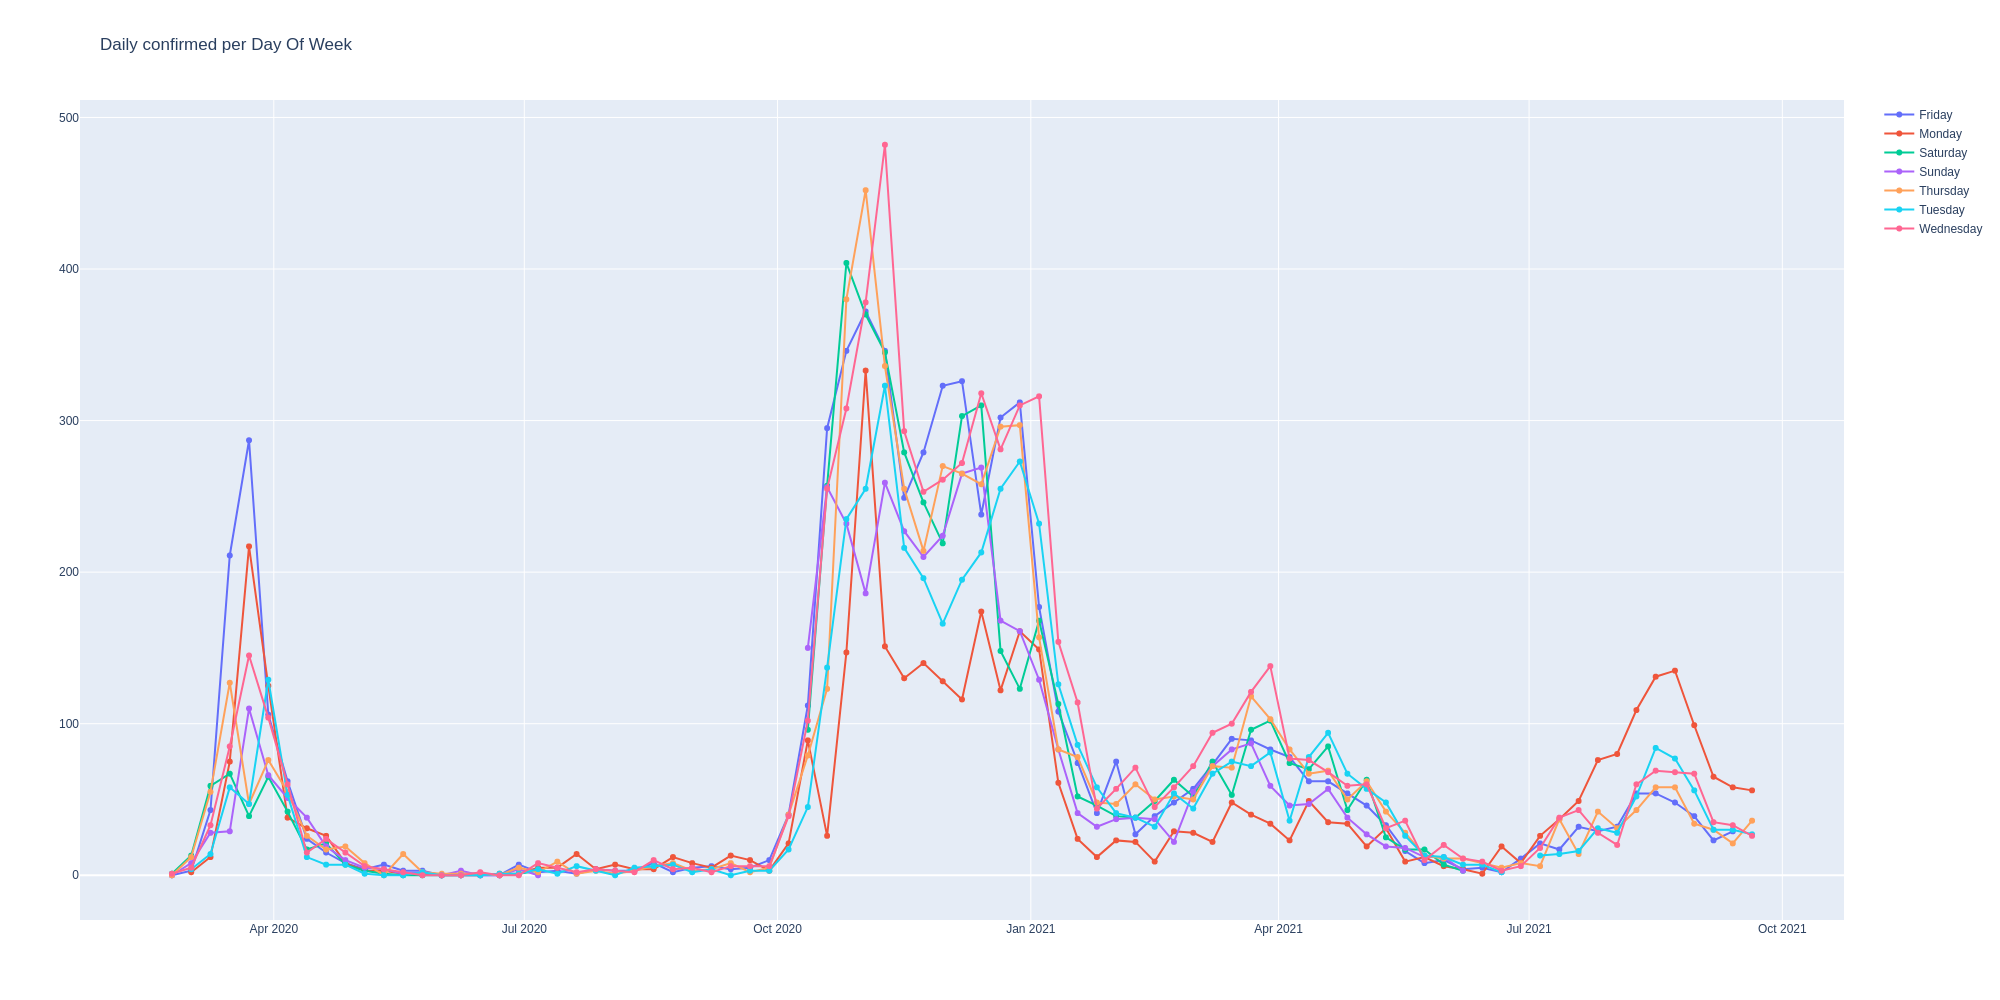 Daily confirmed per Day Of Week
500
400
300
200
100
0
Apr 2020
Jul 2020
Oct 2020
Jan 2021
Apr 2021
Jul 2021
Oct 2021
Friday
Monday
Saturday
Sunday
Thursday
Tuesday
Wednesday